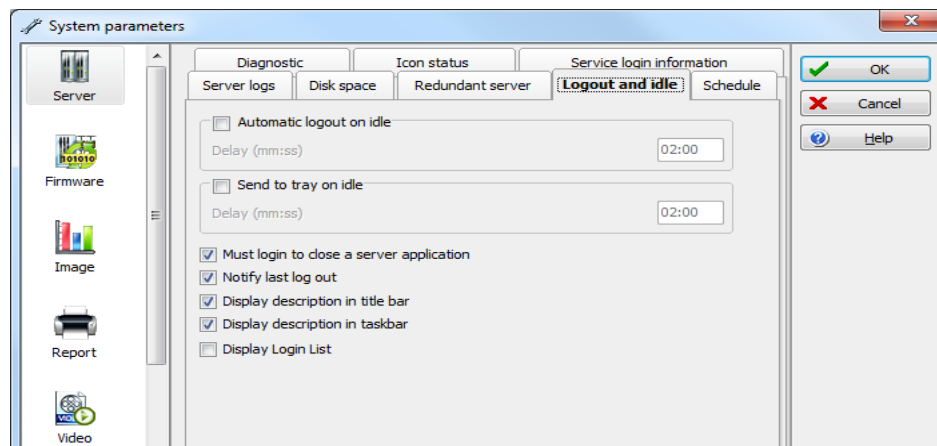 System parameters
Server
Firmware
Image
Report
Video
Diagnostic Icon status Service login information
Server logs Disk space Redundant server Logout and idle Schedule
Automatic logout on idle
Delay (mm:ss) 02:00
Send to tray on idle
Delay (mm:ss) 02:00
Must login to close a server application
Notify last log out
Display description in title bar
Display description in taskbar
Display Login List
OK
Cancel
Help